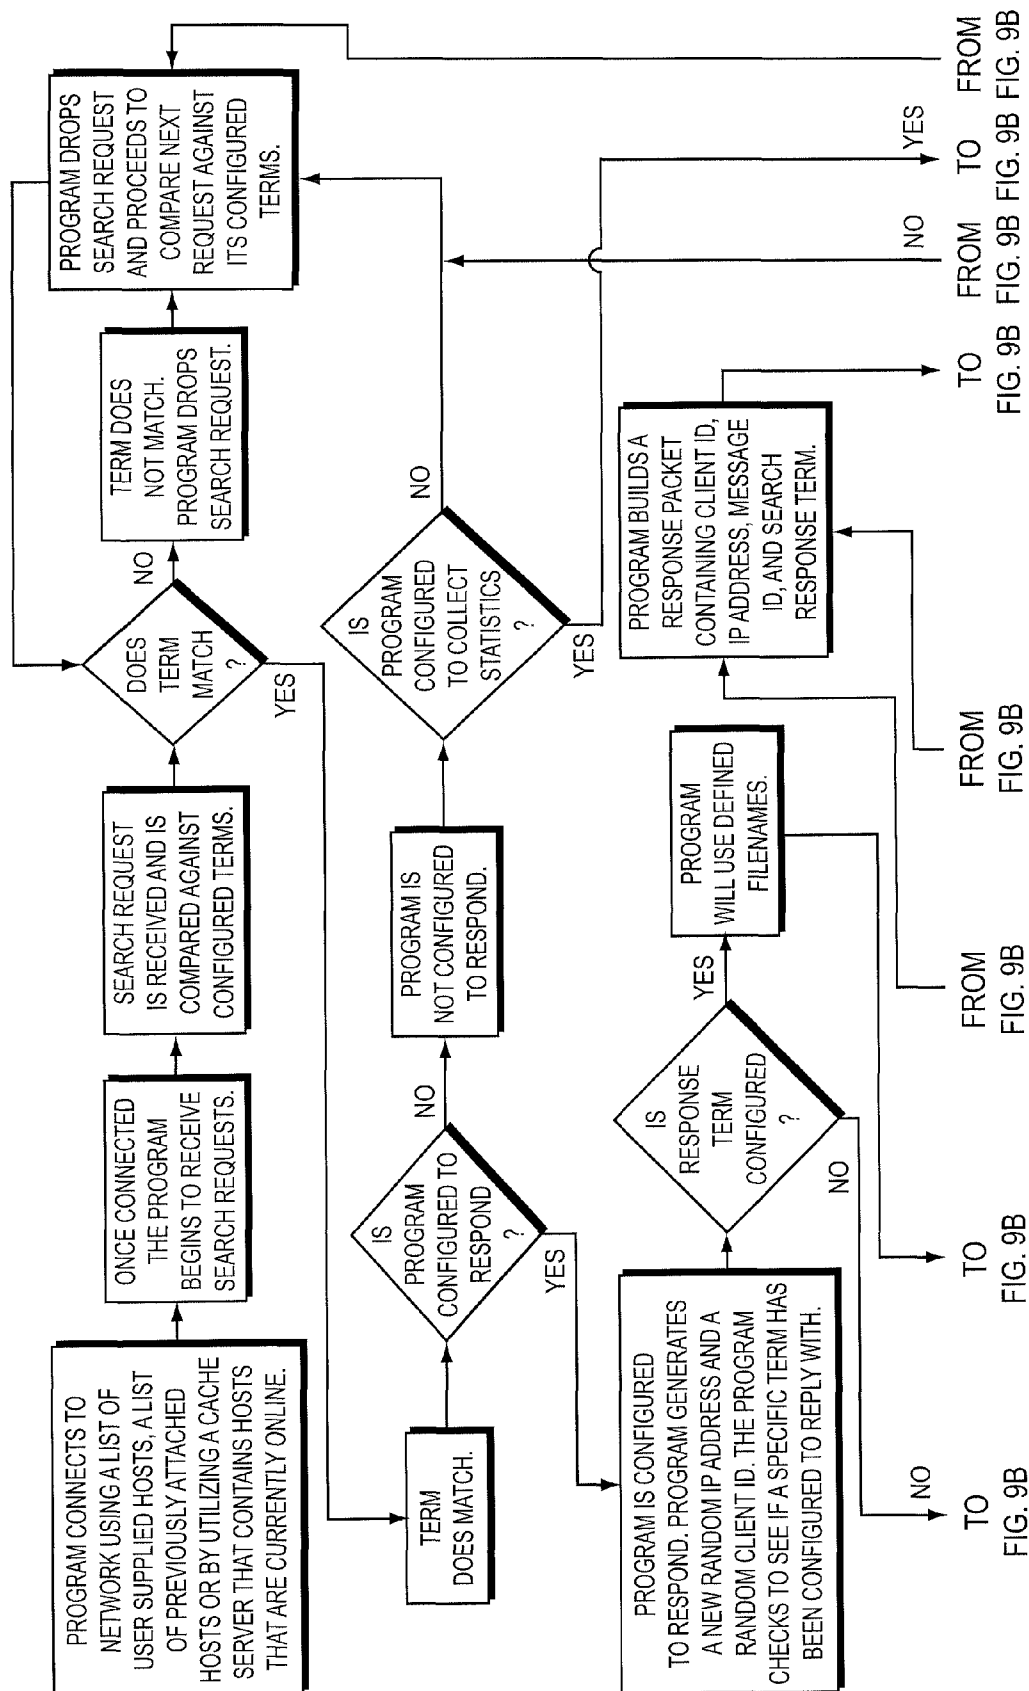 PROGRAM CONNECTS TO
NETWORK USING A LIST OF
USER SUPPLIED HOSTS, A LIST
OF PREVIOUSLY ATTACHED
HOSTS OR BY UTILIZING A CACHE
SERVER THAT CONTAINS HOSTS
THAT ARE CURRENTLY ONLINE.
ONCE CONNECTED
THE PROGRAM
BEGINS TO RECEIVE
SEARCH REQUESTS.
SEARCH REQUEST
IS RECEIVED AND IS
COMPARED AGAINST
CONFIGURED TERMS.
DOES
TERM
MATCH
?
NO
YES
TERM DOES
NOT MATCH.
PROGRAM DROPS
SEARCH REQUEST.
PROGRAM DROPS
SEARCH REQUEST
AND PROCEEDS TO
COMPARE NEXT
REQUEST AGAINST
ITS CONFIGURED
TERMS.
TERM
DOES MATCH.
IS
PROGRAM
CONFIGURED TO
RESPOND
?
NO
YES
PROGRAM IS
NOT CONFIGURED
TO RESPOND.
IS
PROGRAM
CONFIGURED
TO COLLECT
STATISTICS
?
NO
YES
PROGRAM IS CONFIGURED
TO RESPOND. PROGRAM GENERATES
A NEW RANDOM IP ADDRESS AND A
RANDOM CLIENT ID. THE PROGRAM
CHECKS TO SEE IF A SPECIFIC TERM HAS
BEEN CONFIGURED TO REPLY WITH.
IS
RESPONSE
TERM
CONFIGURED
?
YES
NO
PROGRAM
WILL USE DEFINED
FILENAMES.
PROGRAM BUILDS A
RESPONSE PACKET
CONTAINING CLIENT ID,
IP ADDRESS, MESSAGE
ID, AND SEARCH
RESPONSE TERM.
NO
TO
FIG. 9B
TO
FIG. 9B
FROM
FIG. 9B
FROM
FIG. 9B
TO
FIG. 9B
NO
FROM
FIG. 9B
YES
TO
FIG. 9B
FROM
FIG. 9B